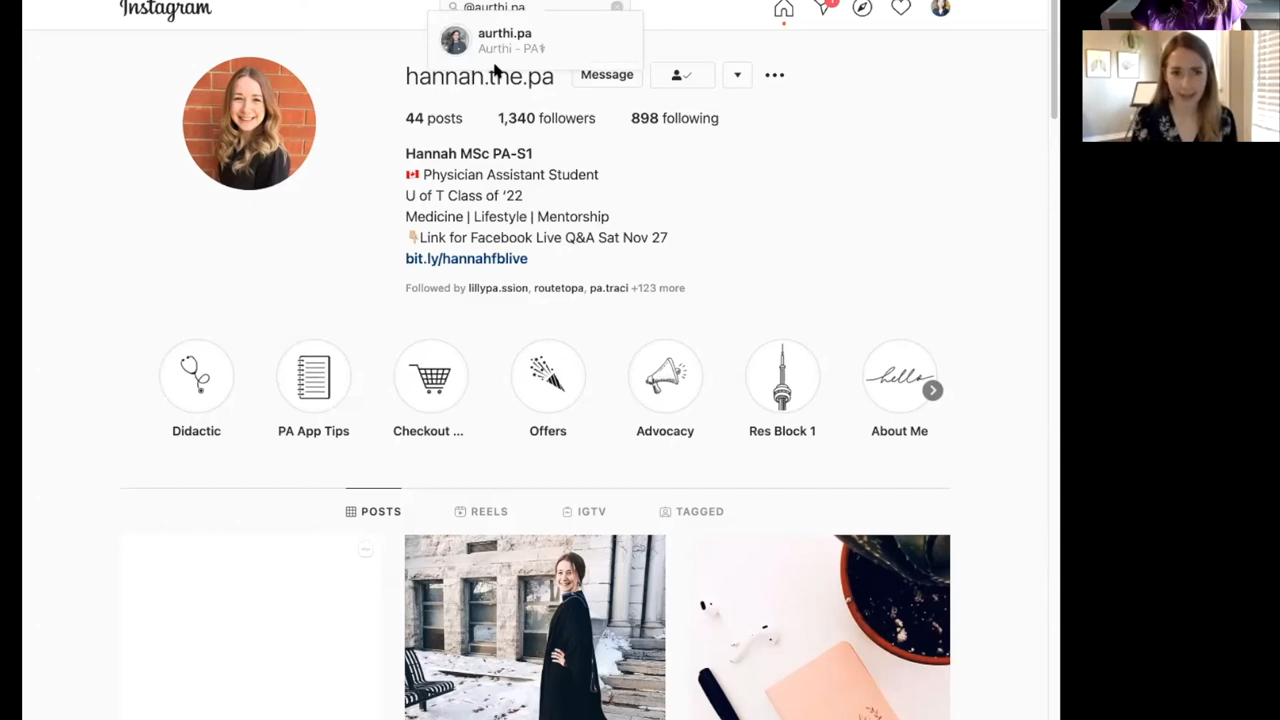 Instagram
@aurthi.pa
aurthi.pa
Aurthi - PA⚕
hannah.the.pa
Message
44 posts 1,340 followers 898 following
Hannah MSc PA-S1
🇨🇦 Physician Assistant Student
U of T Class of ‘22
Medicine | Lifestyle | Mentorship
👇🏼Link for Facebook Live Q&A Sat Nov 27
bit.ly/hannahfblive
Followed by lillypa.ssion, routetopa, pa.traci +123 more
Didactic
PA App Tips
Checkout ...
Offers
Advocacy
Res Block 1
hello
About Me
POSTS
REELS
IGTV
TAGGED